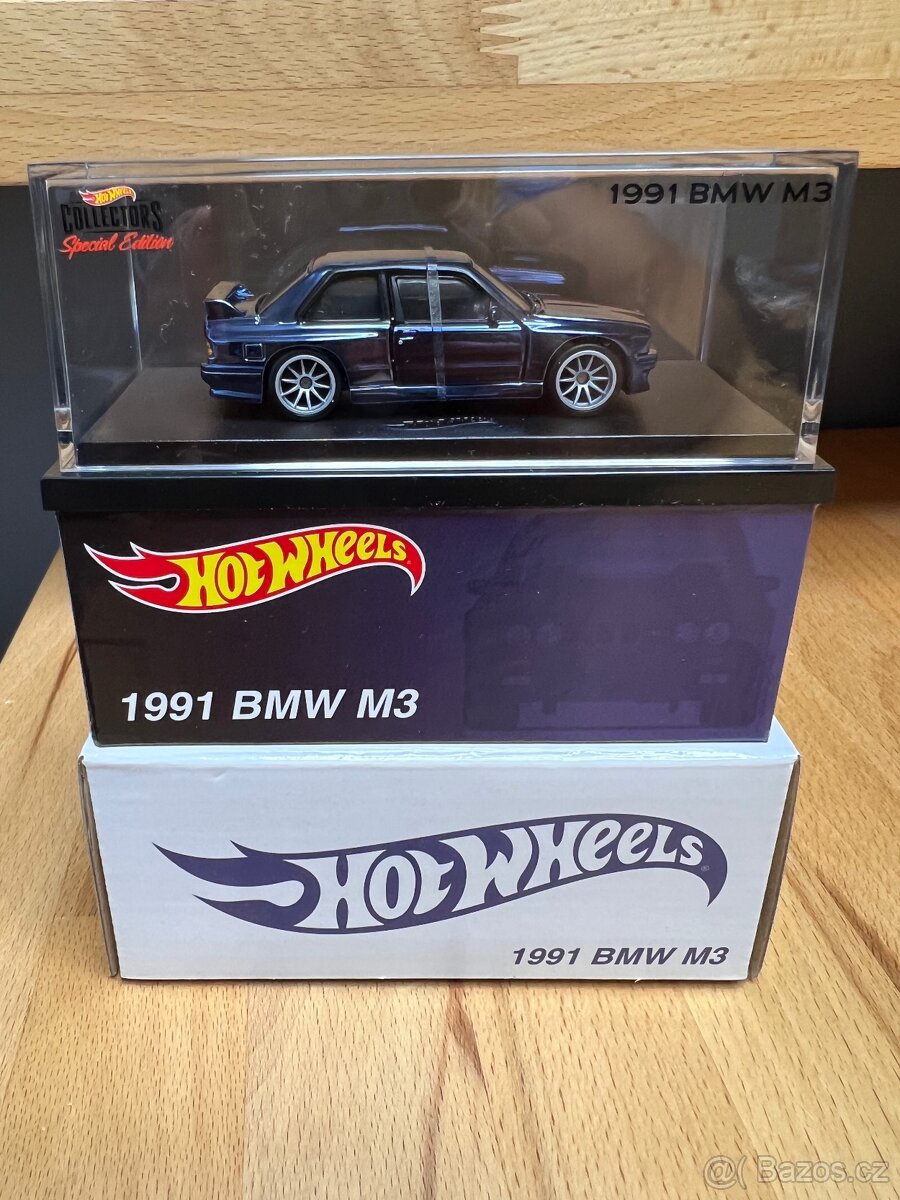 HOT WHEELS
COLLECTORS
Special Edition
1991 BMW M3
HOT WHEELS
1991 BMW M3
HOT WHEELS
1991 BMW M3
@ Bazos.cz